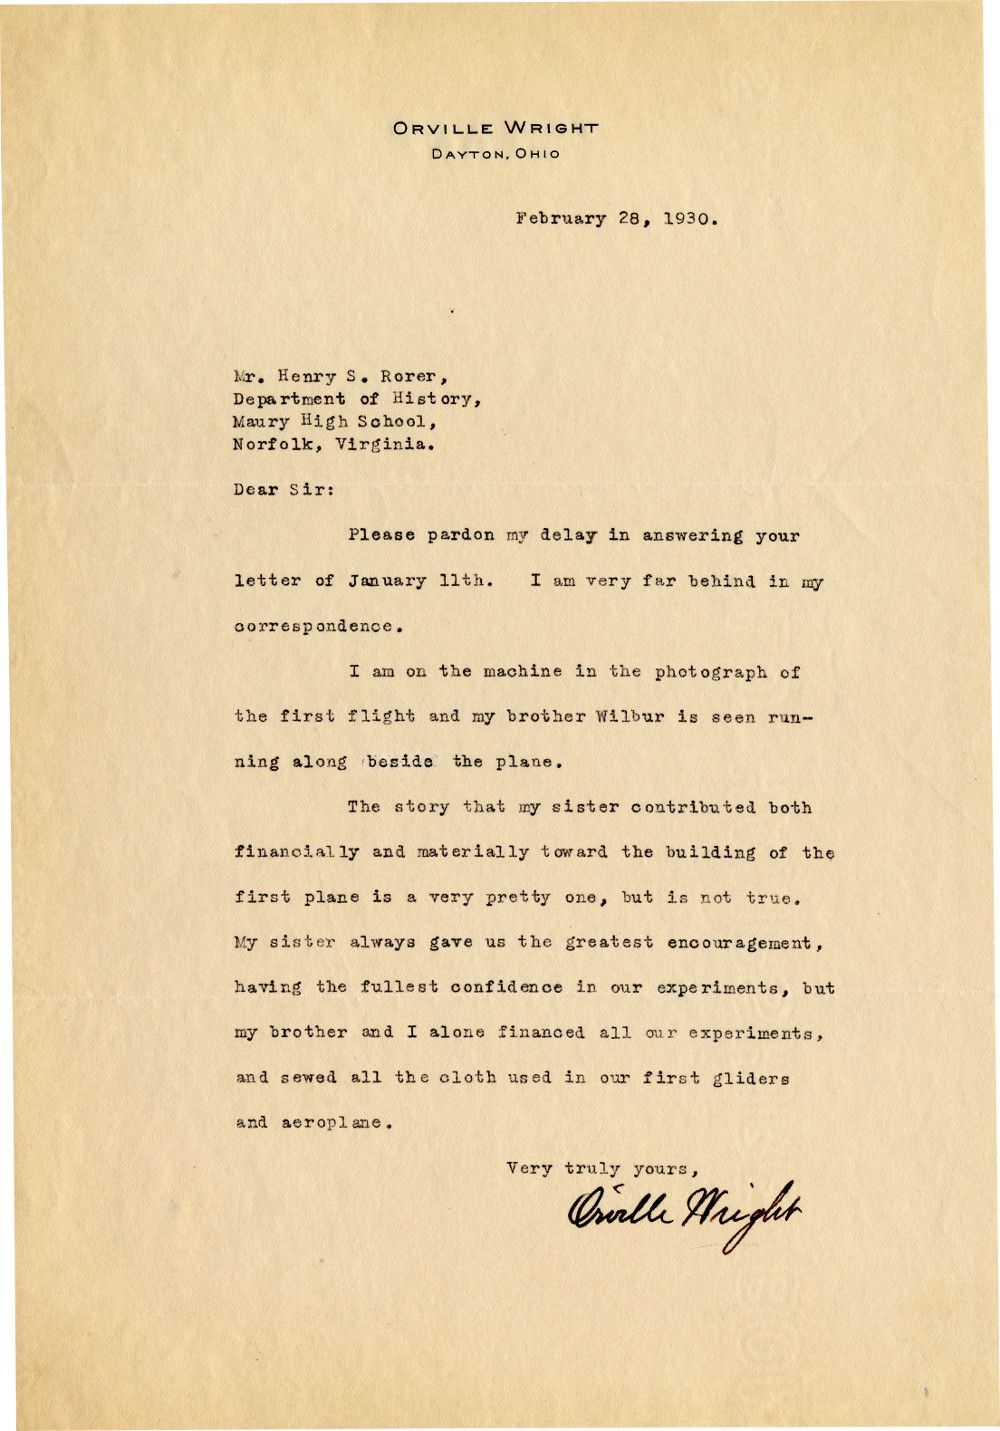 ORVILLE WRIGHT
DAYTON, OHIO
February 28, 1930.
Mr. Henry S. Rorer,
Department of History,
Maury High School,
Norfolk, Virginia.
Dear Sir:
Please pardon my delay in answering your
letter of January 11th. I am very far behind in my
correspondence.
I am on the machine in the photograph of
the first flight and my brother Wilbur is seen run-
ning along beside the plane.
The story that my sister contributed both
financially and materially toward the building of the
first plane is a very pretty one, but is not true.
My sister always gave us the greatest encouragement,
having the fullest confidence in our experiments, but
my brother and I alone financed all our experiments,
and sewed all the cloth used in our first gliders
and aeroplane.
Very truly yours,
Orville Wright